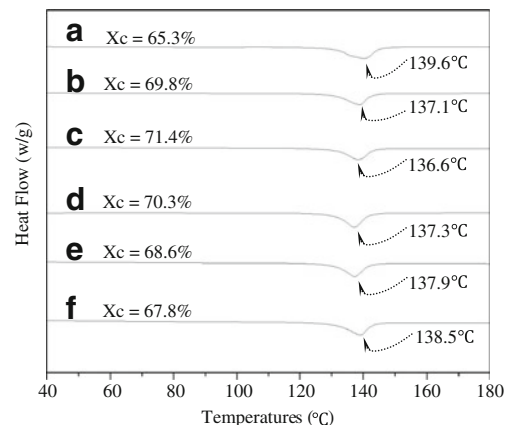 a Xc = 65.3%
139.6℃
b Xc = 69.8%
137.1℃
c Xc = 71.4%
136.6℃
d Xc = 70.3%
137.3℃
e Xc = 68.6%
137.9℃
f Xc = 67.8%
138.5℃
Heat Flow (w/g)
40 60 80 100 120 140 160 180
Temperatures (℃)